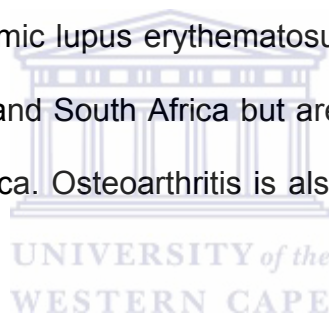 mic lupus erythematosu
and South Africa but are
ca. Osteoarthritis is als
UNIVERSITY of the
WESTERN CAPE